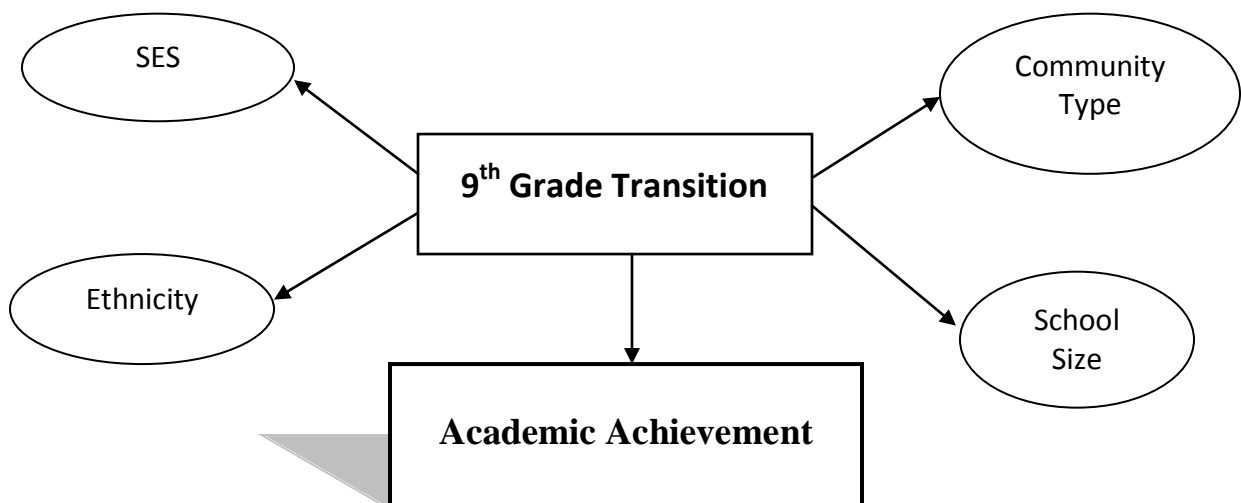 SES
Community
Type
9th Grade Transition
Ethnicity
School
Size
Academic Achievement